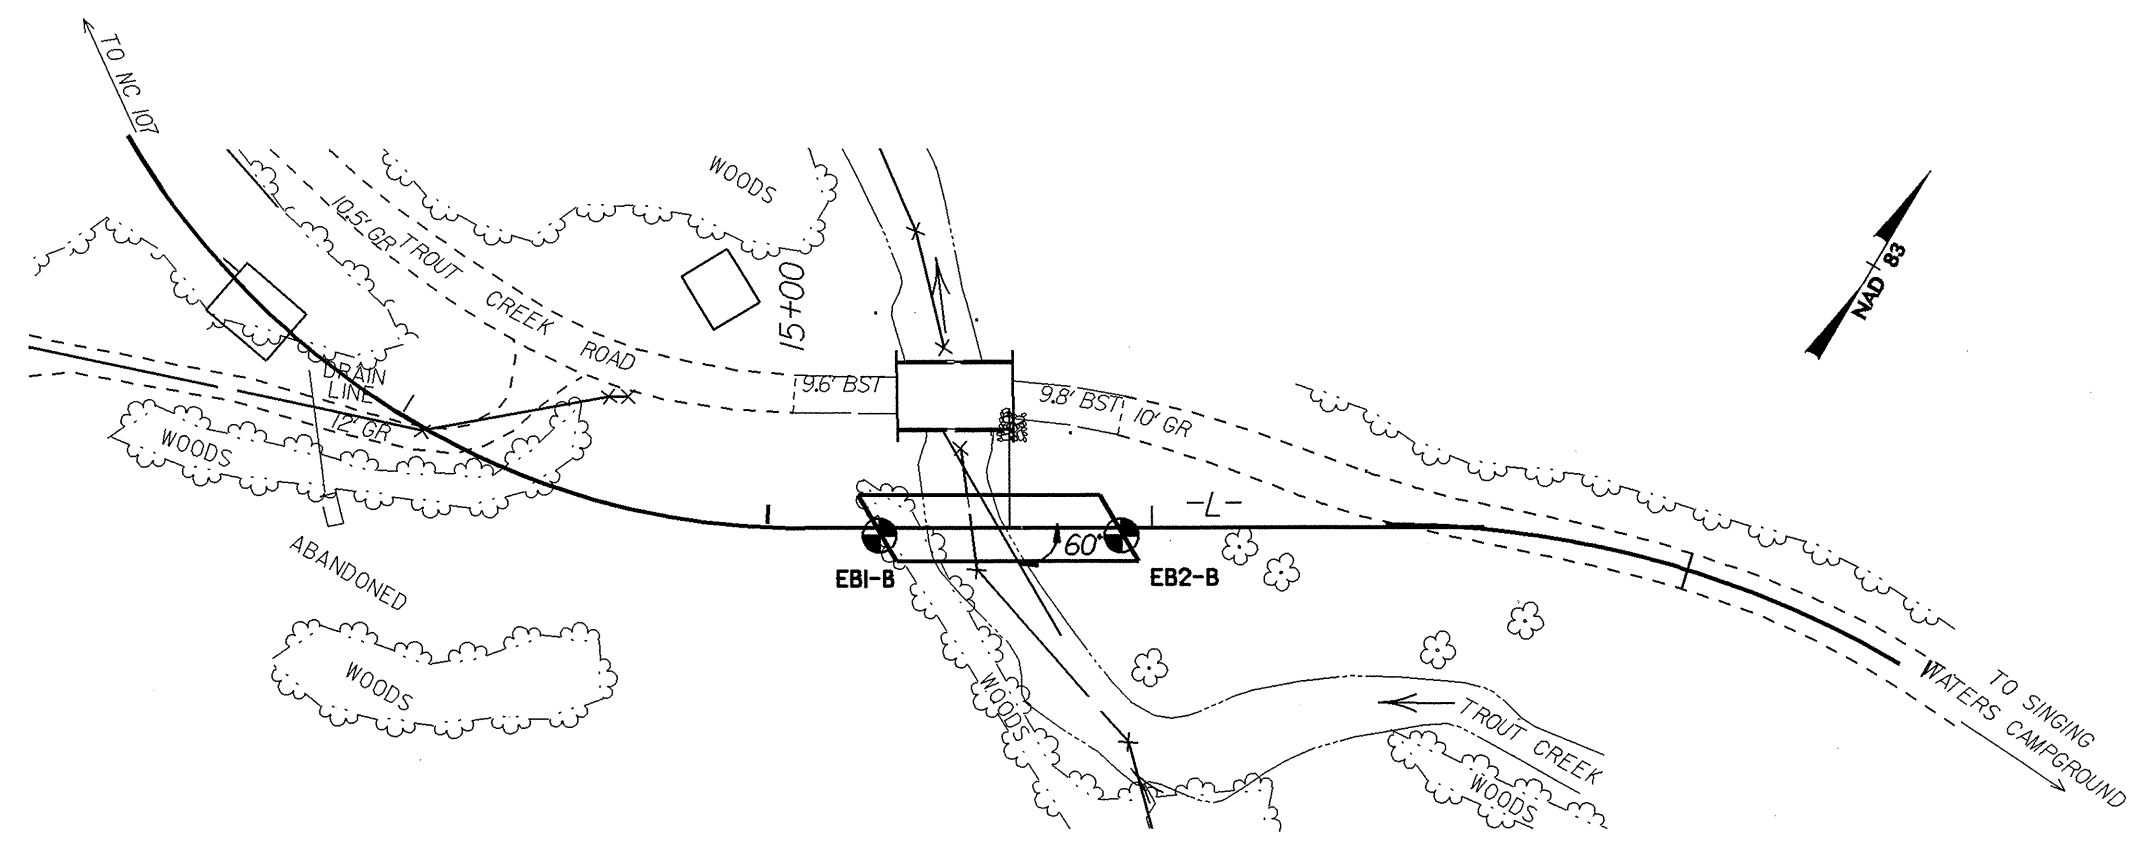 TO NC 107
WOODS
10.5' GR
TROUT
CREEK
ROAD
15+00
NAD 83
9.6' BST
9.8' BST
10' GR
DRAIN
LINE
12' GR
WOODS
-L-
60°
EB1-B
EB2-B
ABANDONED
WOODS
WOODS
TROUT CREEK
WOODS
TO SINGING
WATERS CAMPGROUND